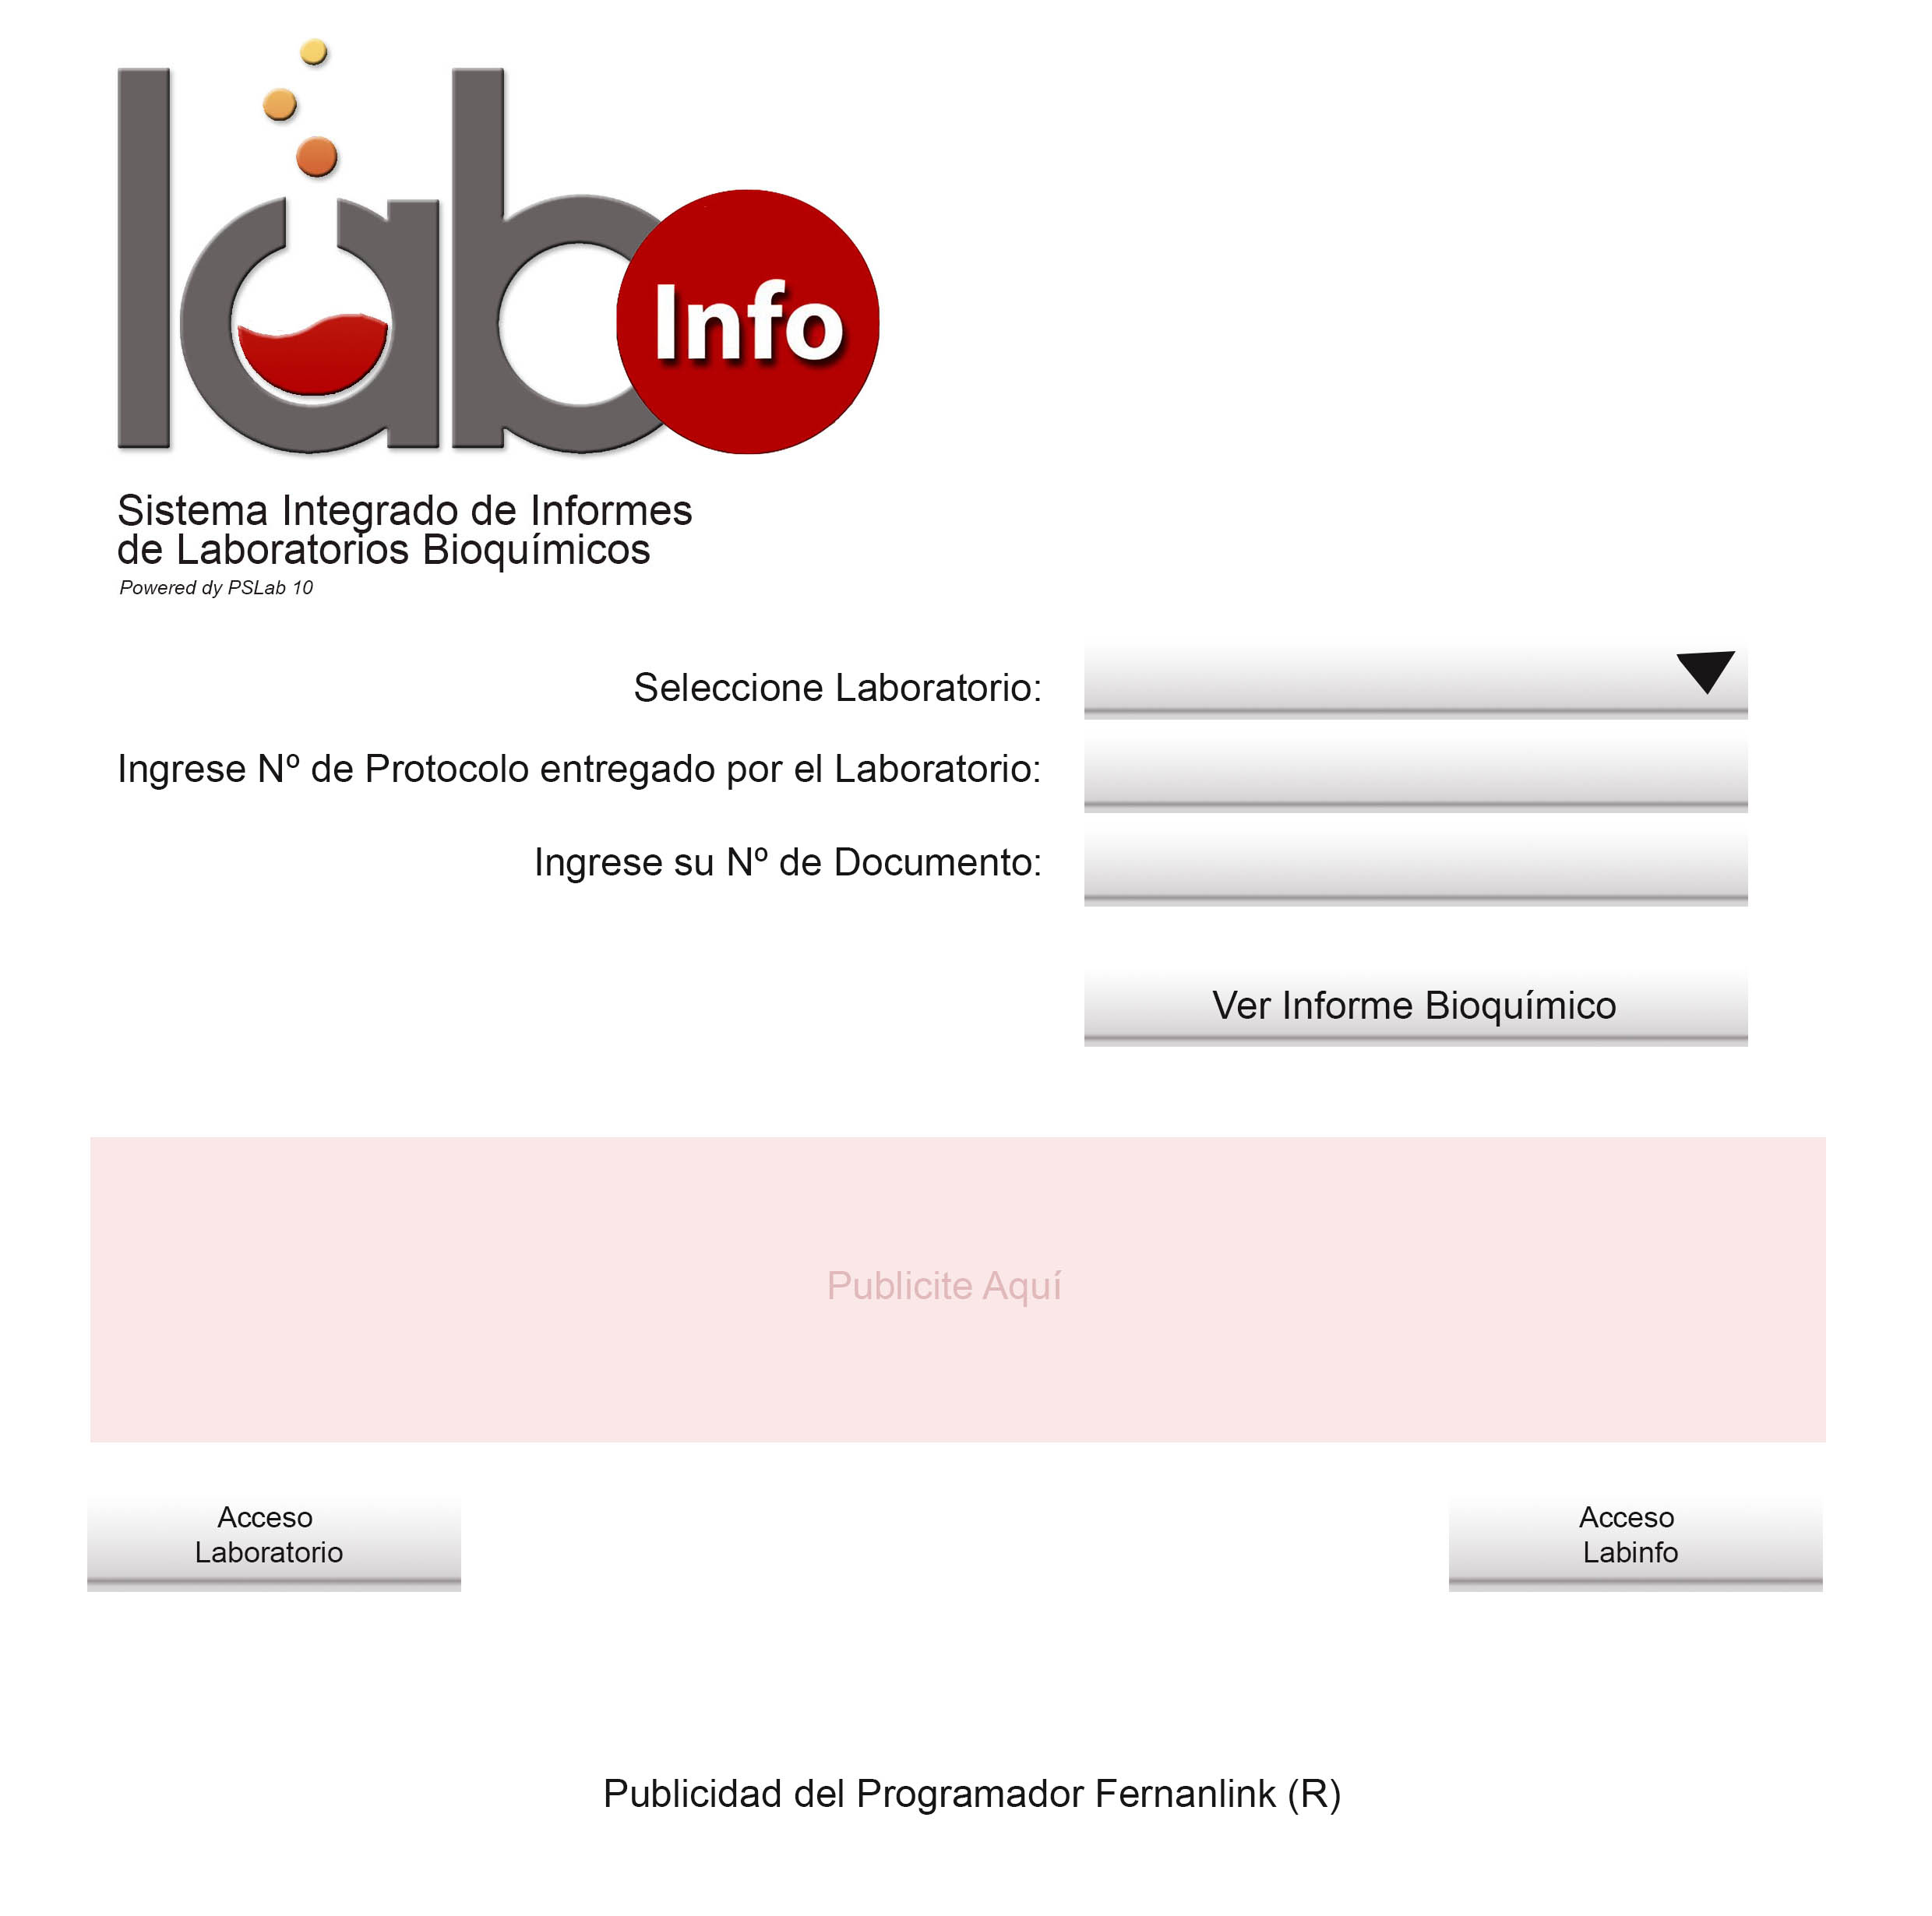 lab
Info
Sistema Integrado de Informes
de Laboratorios Bioquímicos
Powered dy PSLab 10
Seleccione Laboratorio:
Ingrese Nº de Protocolo entregado por el Laboratorio:
Ingrese su Nº de Documento:
Ver Informe Bioquímico
Publicite Aquí
Acceso
Laboratorio
Acceso
Labinfo
Publicidad del Programador Fernanlink (R)